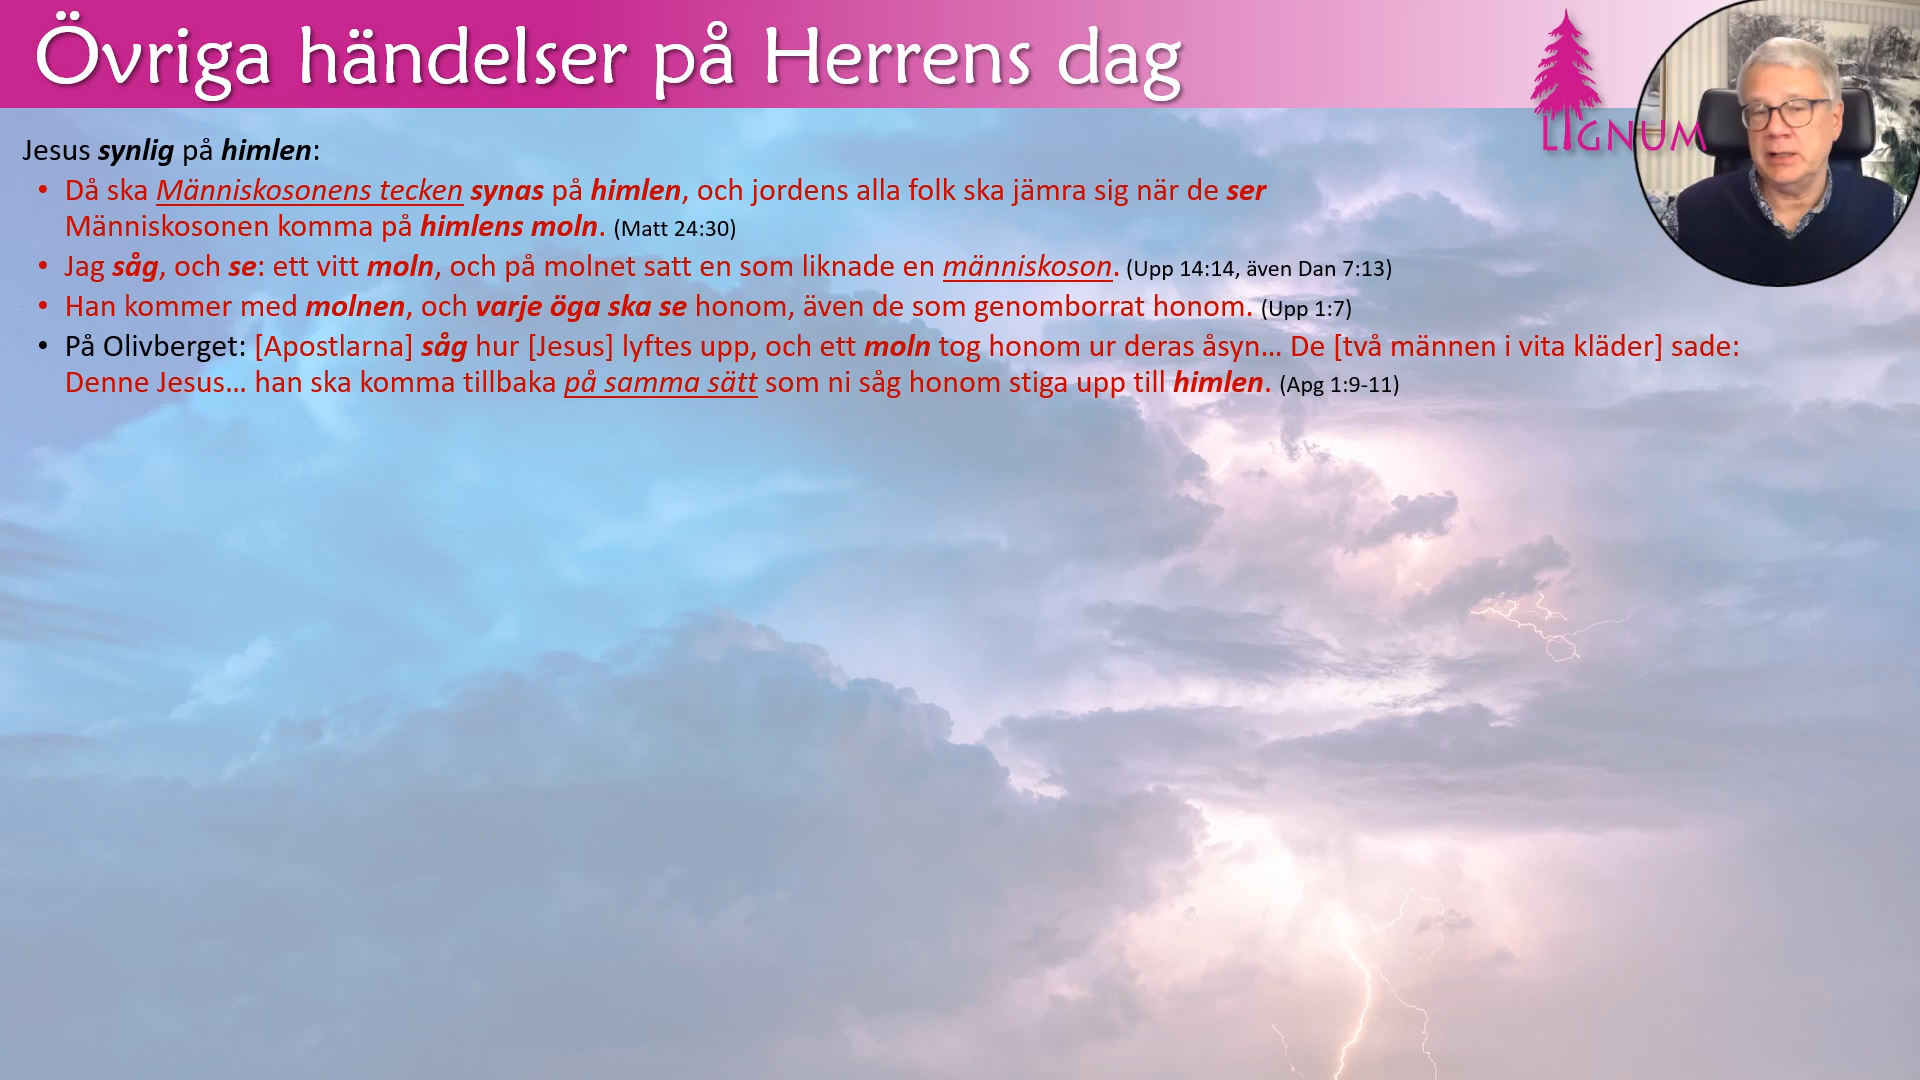 Övriga händelser på Herrens dag
LIGNUM
Jesus synlig på himlen:
• Då ska Människosonens tecken synas på himlen, och jordens alla folk ska jämra sig när de ser
Människosonen komma på himlens moln. (Matt 24:30)
• Jag såg, och se: ett vitt moln, och på molnet satt en som liknade en människoson. (Upp 14:14, även Dan 7:13)
• Han kommer med molnen, och varje öga ska se honom, även de som genomborrat honom. (Upp 1:7)
• På Olivberget: [Apostlarna] såg hur [Jesus] lyftes upp, och ett moln tog honom ur deras åsyn… De [två männen i vita kläder] sade:
Denne Jesus… han ska komma tillbaka på samma sätt som ni såg honom stiga upp till himlen. (Apg 1:9-11)